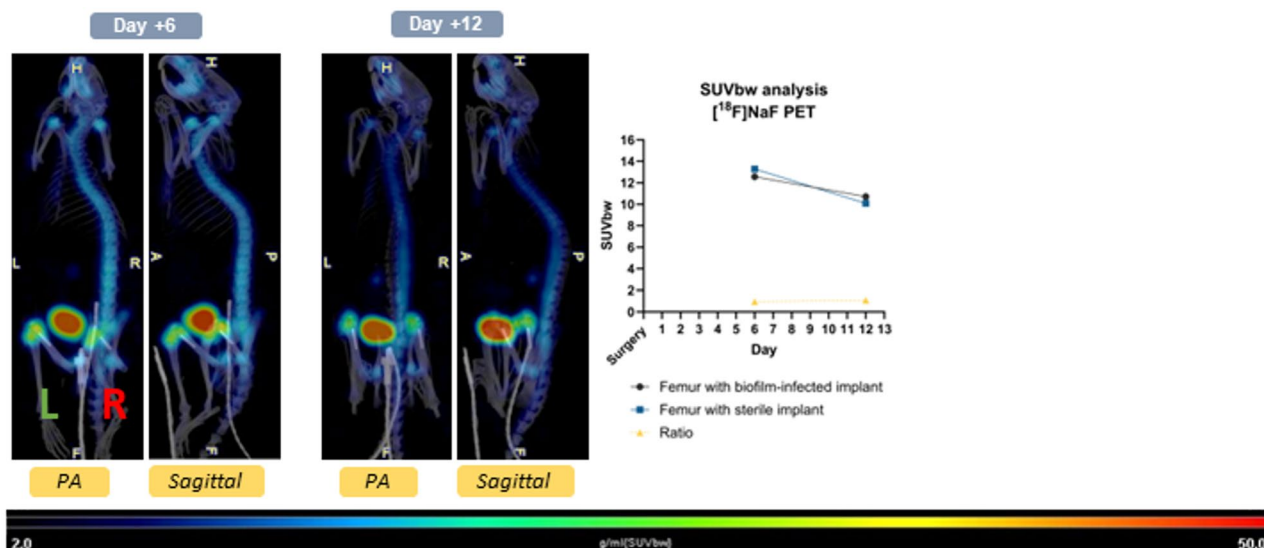 Day +6
Day +12
H
H
H
H
L
R
A
P
L
R
A
P
L
R
F
F
F
F
PA
Sagittal
PA
Sagittal
SUVbw analysis
[¹⁸F]NaF PET
16
14
12
10
8
6
4
2
0
SUVbw
Surgery 1 2 3 4 5 6 7 8 9 10 11 12 13
Day
Femur with biofilm-infected implant
Femur with sterile implant
Ratio
2.0 g/ml(SUVbw) 50.0